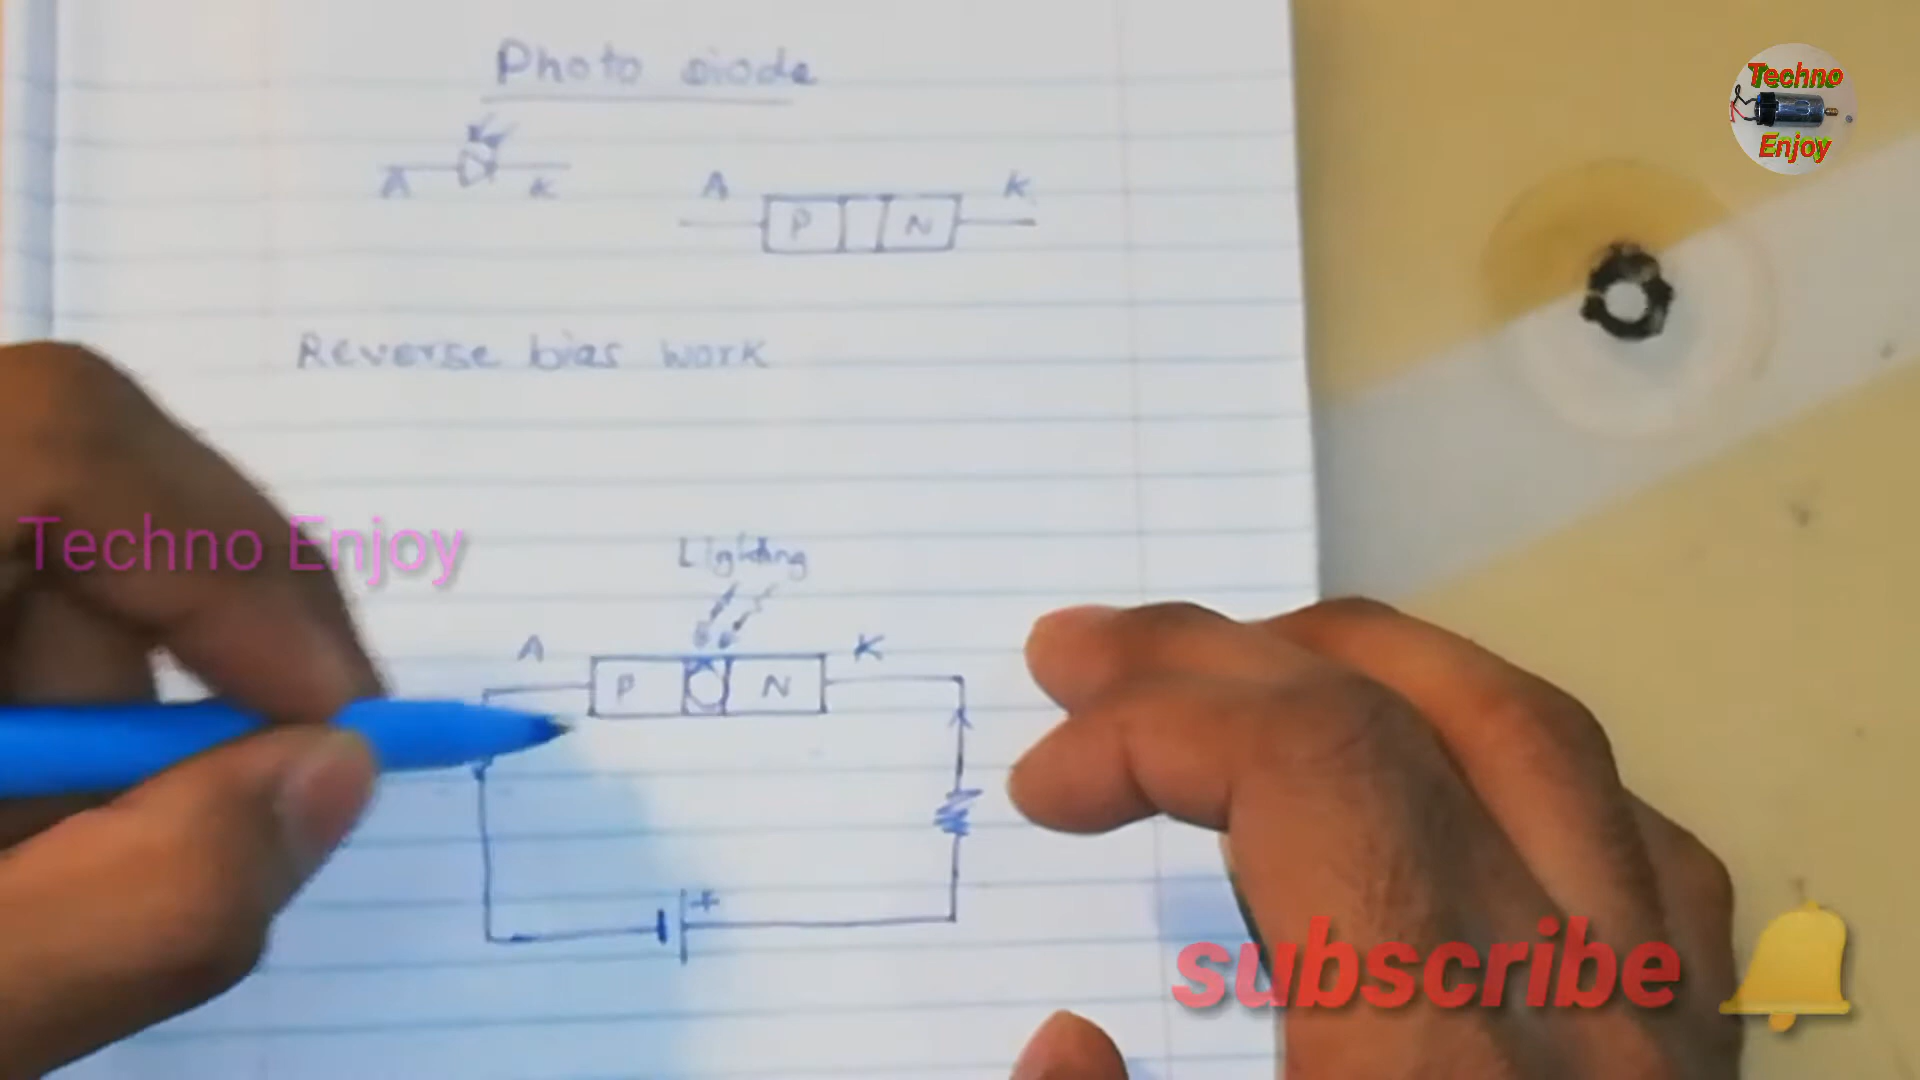 Photo diode
Techno
Enjoy
A K
A K
P N
Reverse bias work
Techno Enjoy
Lighting
A K
P N
+
subscribe